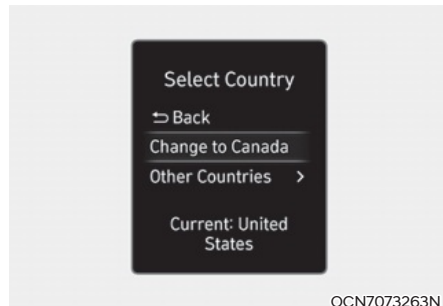 Select Country
⮌ Back
Change to Canada
Other Countries >
Current: United
States
OCN7073263N